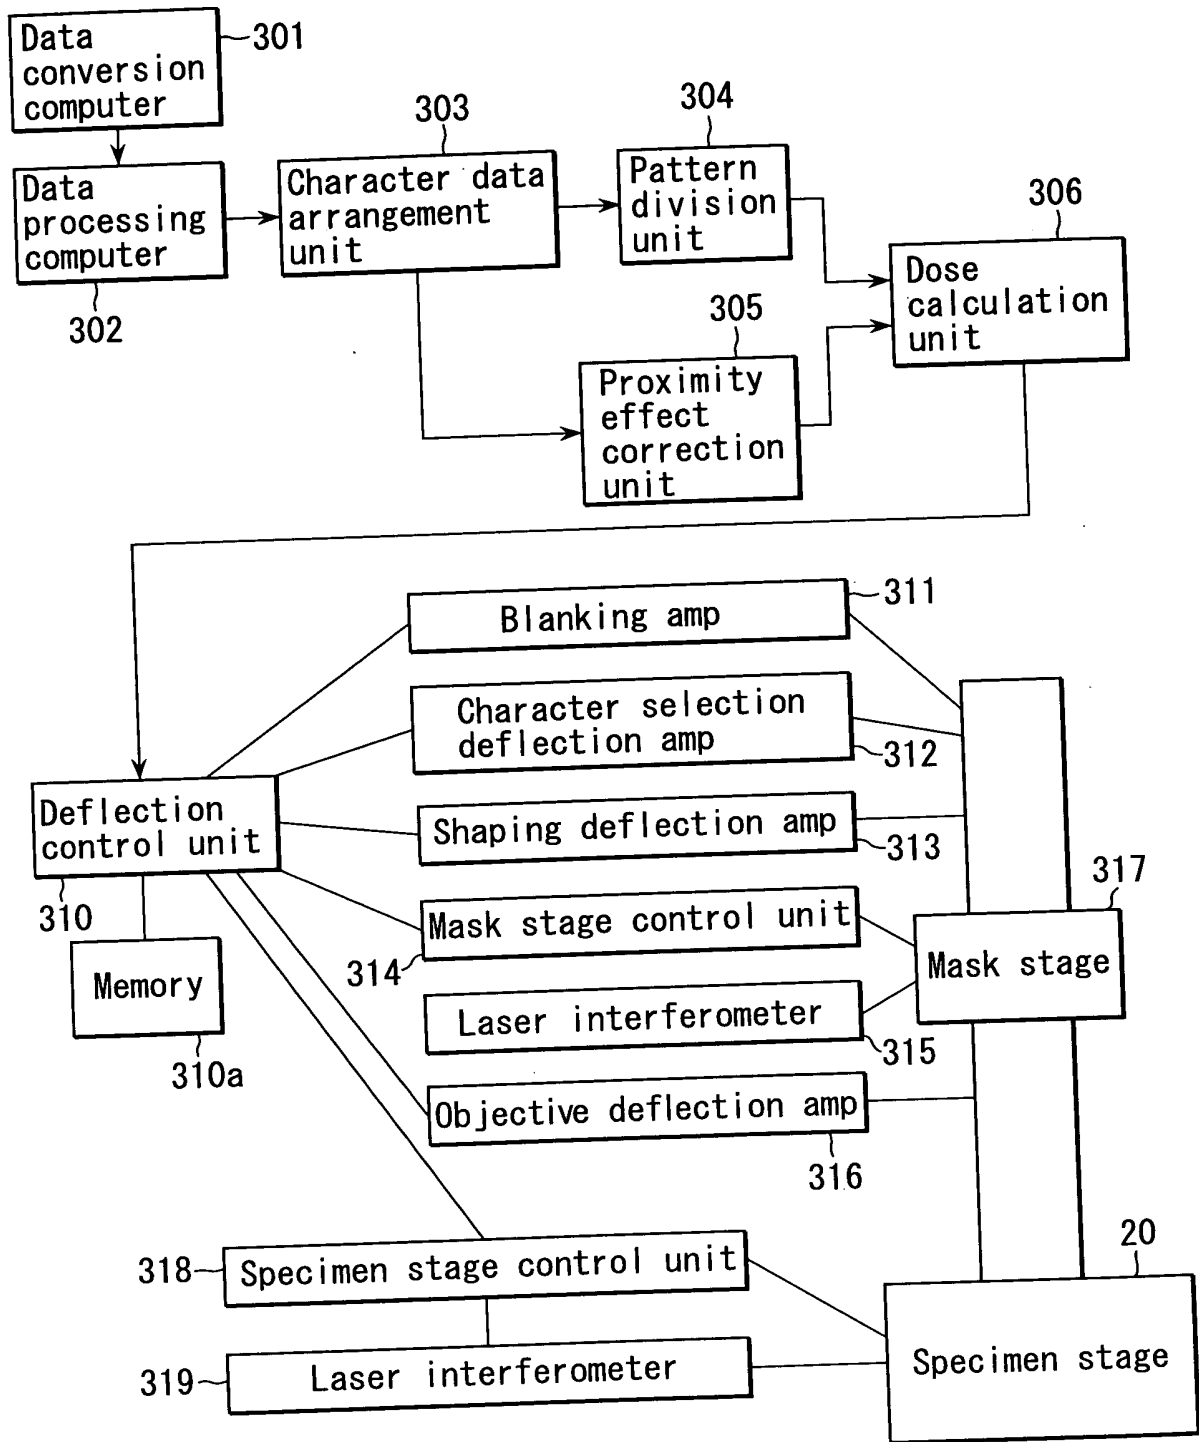 Data
conversion
computer
301
Data
processing
computer
302
Character data
arrangement
unit
303
Pattern
division
unit
304
Proximity
effect
correction
unit
305
Dose
calculation
unit
306
Blanking amp
311
Character selection
deflection amp
312
Deflection
control unit
310
Shaping deflection amp
313
Memory
310a
Mask stage control unit
314
Mask stage
317
Laser interferometer
315
Objective deflection amp
316
318
Specimen stage control unit
20
Specimen stage
319
Laser interferometer